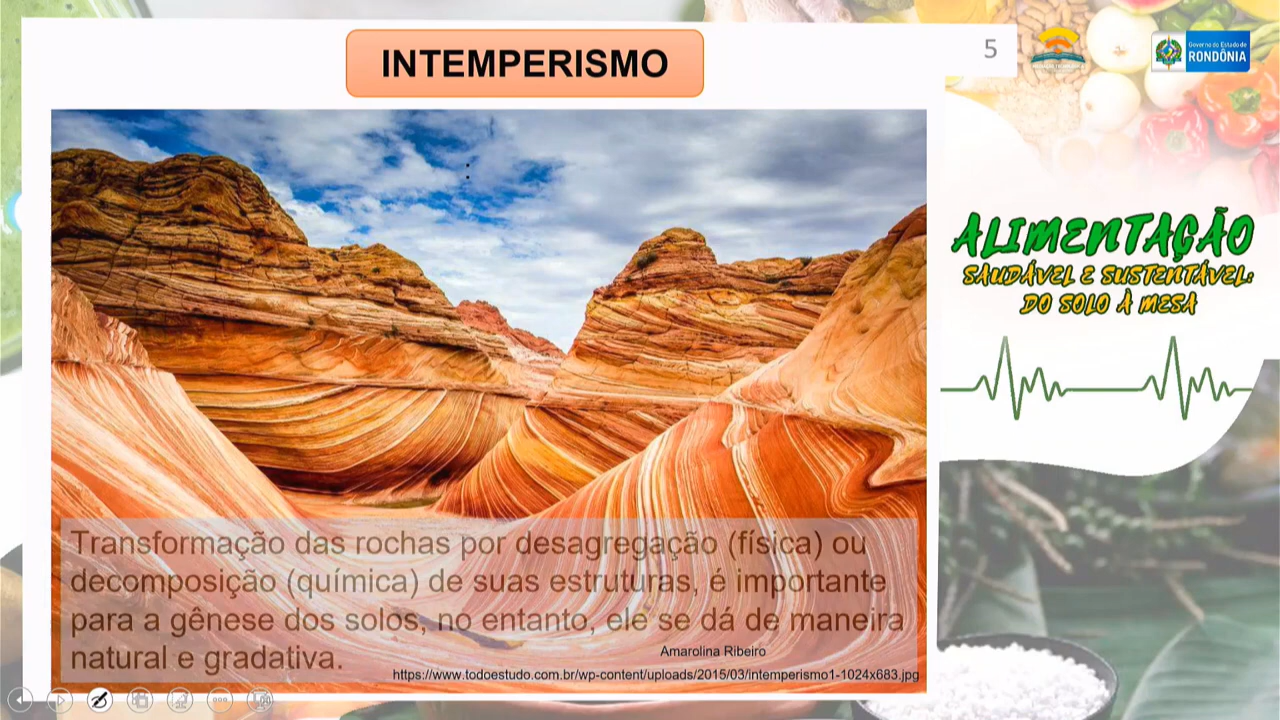 INTEMPERISMO
5
Governo do Estado de
RONDÔNIA
ALIMENTAÇÃO
SAUDÁVEL E SUSTENTÁVEL:
DO SOLO À MESA
Transformação das rochas por desagregação (física) ou
decomposição (química) de suas estruturas, é importante
para a gênese dos solos, no entanto, ele se dá de maneira
natural e gradativa.
Amarolina Ribeiro
https://www.todoestudo.com.br/wp-content/uploads/2015/03/intemperismo1-1024x683.jpg